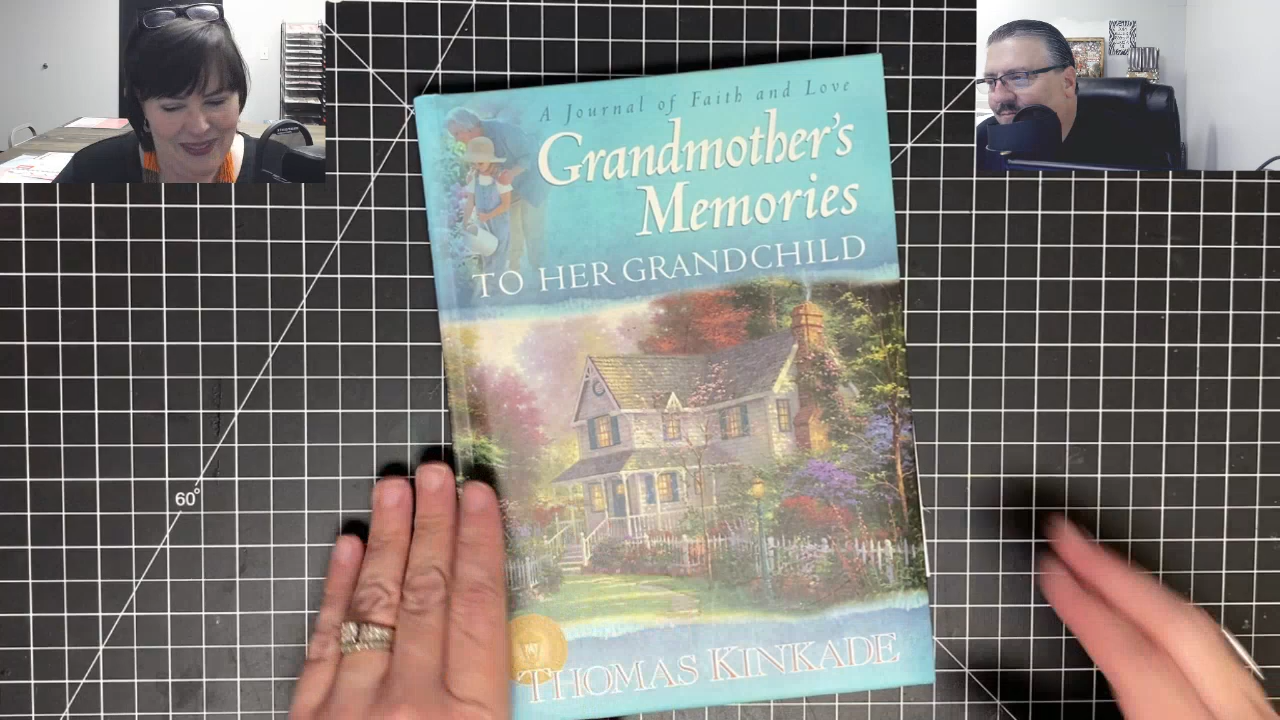 A Journal of Faith and Love
Grandmother's
Memories
TO HER GRANDCHILD
60°
THOMAS KINKADE